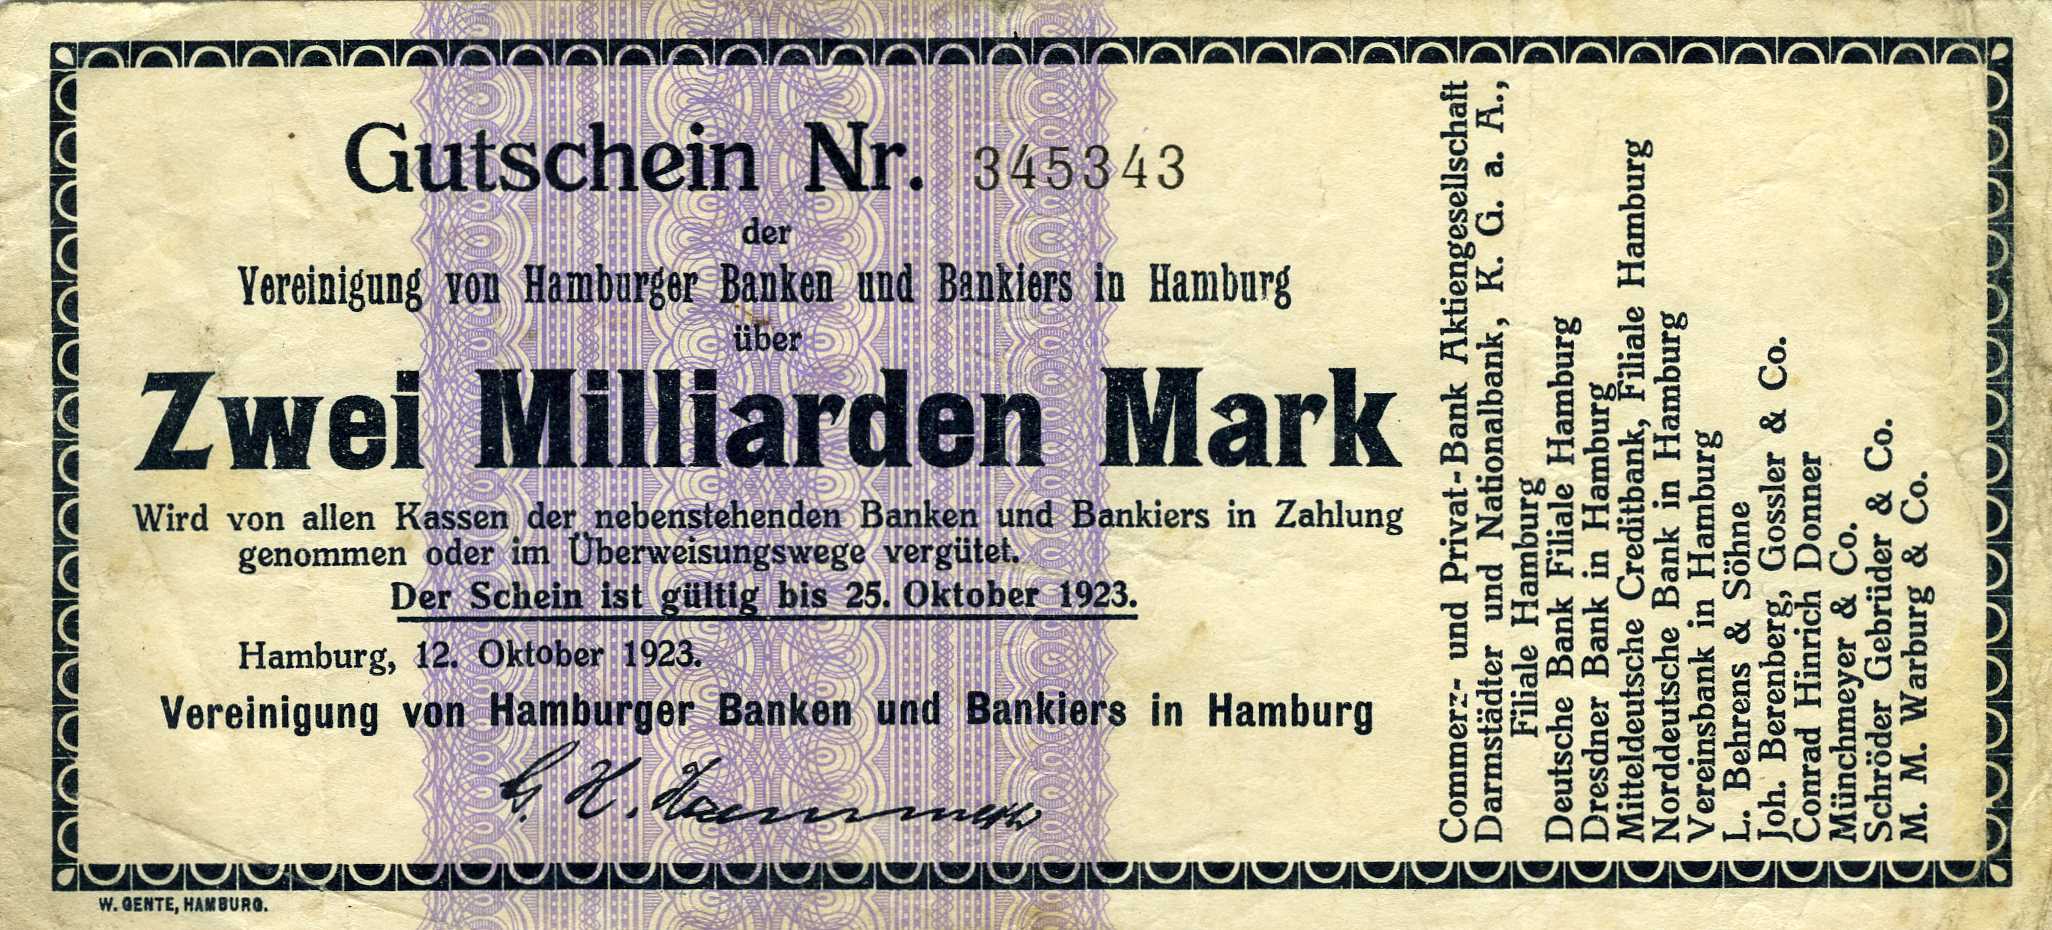 Gutschein Nr. 345343
der
Vereinigung von Hamburger Banken und Bankiers in Hamburg
über
Zwei Milliarden Mark
Wird von allen Kassen der nebenstehenden Banken und Bankiers in Zahlung
genommen oder im Überweisungswege vergütet.
Der Schein ist gültig bis 25. Oktober 1923.
Hamburg, 12. Oktober 1923.
Vereinigung von Hamburger Banken und Bankiers in Hamburg
G. H.
W. GENTE, HAMBURG.
Commerz- und Privat-Bank Aktiengesellschaft
Darmstädter und Nationalbank, K. G. a. A.,
Filiale Hamburg
Deutsche Bank Filiale Hamburg
Dresdner Bank in Hamburg
Mitteldeutsche Creditbank, Filiale Hamburg
Norddeutsche Bank in Hamburg
Vereinsbank in Hamburg
L. Behrens & Söhne
Joh. Berenberg, Gossler & Co.
Conrad Hinrich Donner
Münchmeyer & Co.
Schröder Gebrüder & Co.
M. M. Warburg & Co.